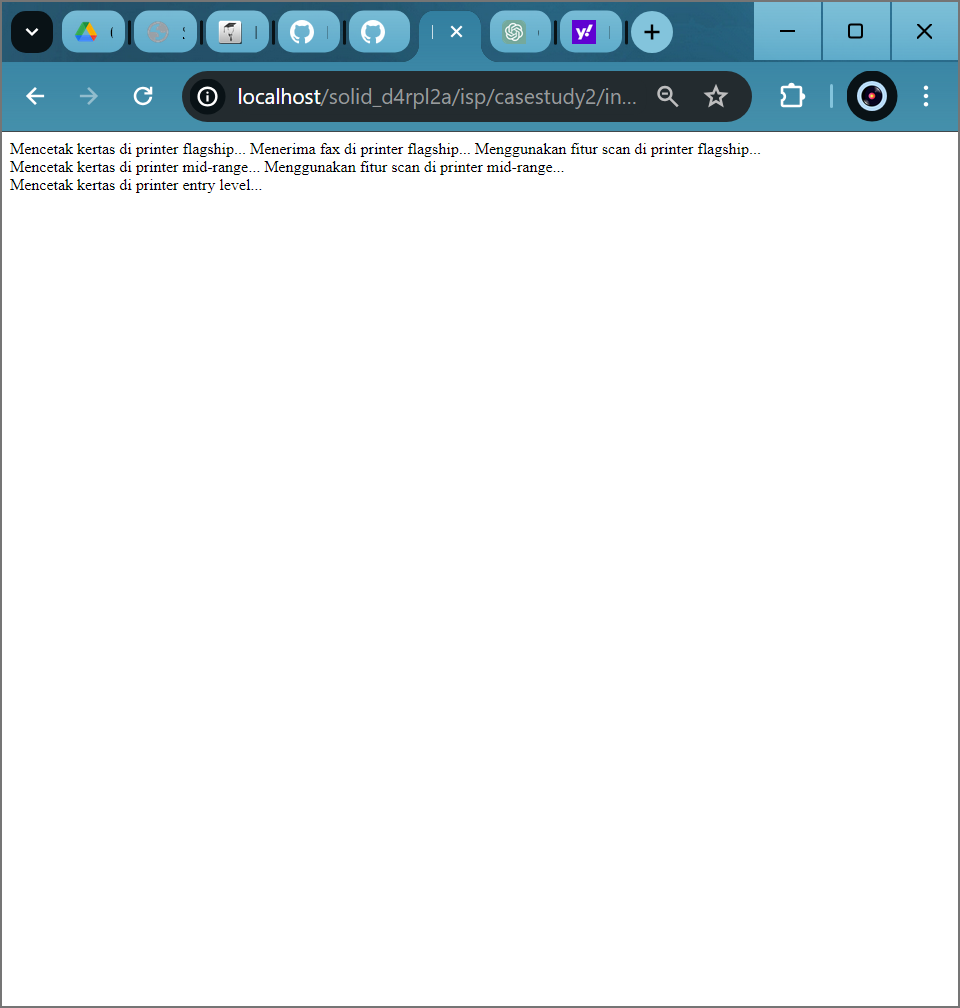 y!
localhost/solid_d4rpl2a/isp/casestudy2/in...
Mencetak kertas di printer flagship... Menerima fax di printer flagship... Menggunakan fitur scan di printer flagship...
Mencetak kertas di printer mid-range... Menggunakan fitur scan di printer mid-range...
Mencetak kertas di printer entry level...